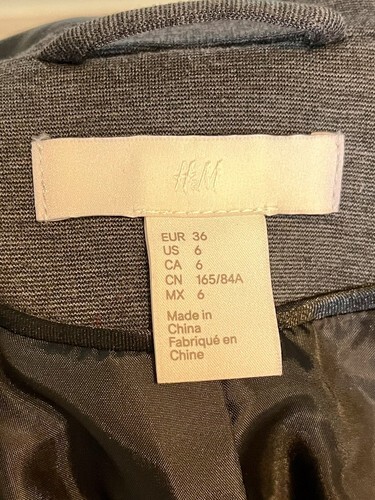 H&M
EUR 36
US 6
CA 6
CN 165/84A
MX 6
Made in
China
Fabriqué en
Chine